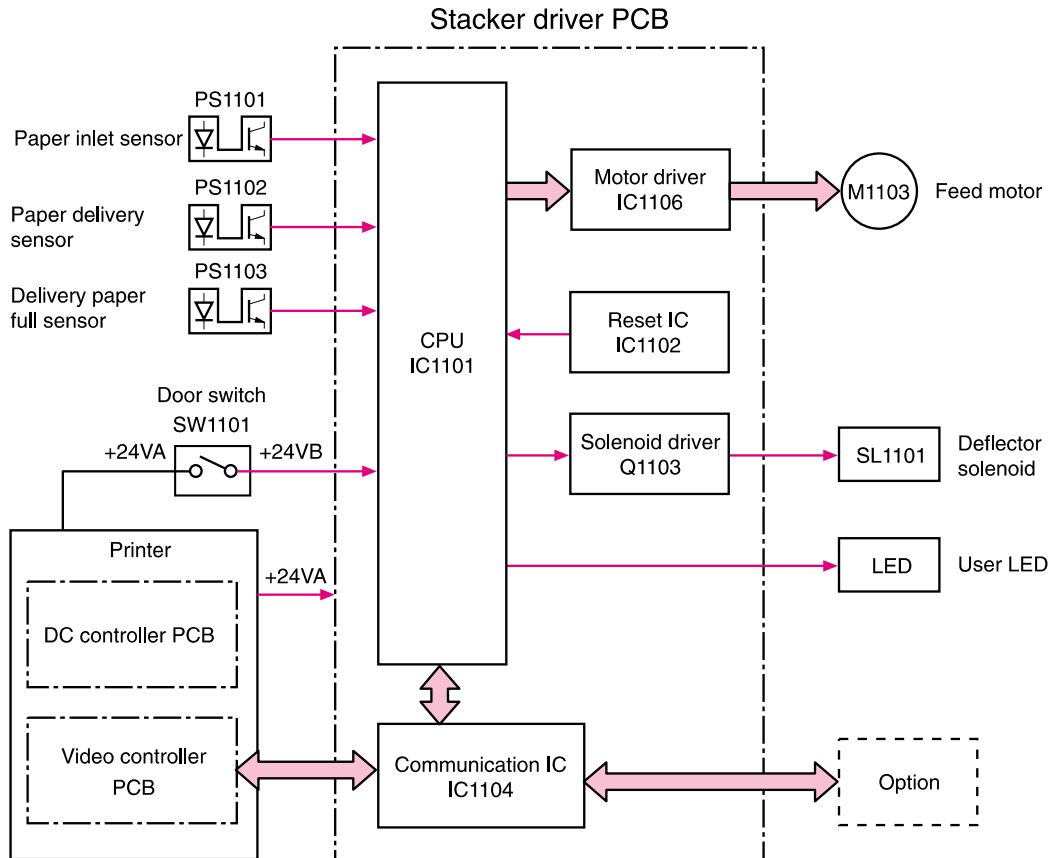 Stacker driver PCB
PS1101
Paper inlet sensor
PS1102
Paper delivery
sensor
PS1103
Delivery paper
full sensor
Door switch
SW1101
+24VA
+24VB
CPU
IC1101
Motor driver
IC1106
M1103
Feed motor
Reset IC
IC1102
Solenoid driver
Q1103
SL1101
Deflector
solenoid
LED
User LED
Printer
+24VA
DC controller PCB
Video controller
PCB
Communication IC
IC1104
Option